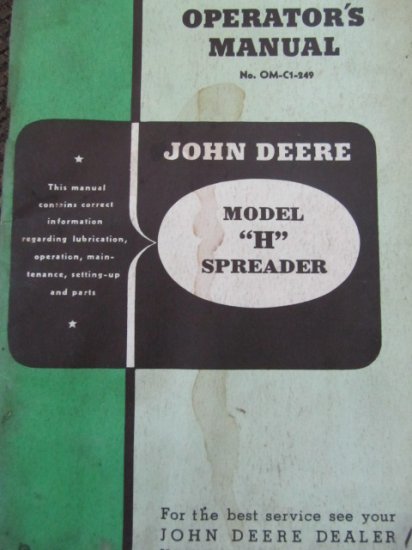 OPERATOR'S
MANUAL
No. OM-C1-249
JOHN DEERE
This manual
contains correct
information
regarding lubrication,
operation, main-
tenance, setting-up
and parts
MODEL
"H"
SPREADER
For the best service see your
JOHN DEERE DEALER